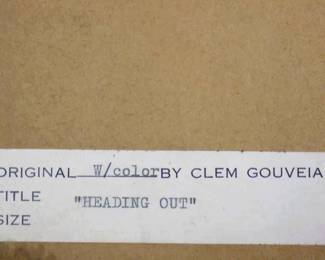 ORIGINAL W/color BY CLEM GOUVEIA
TITLE "HEADING OUT"
SIZE